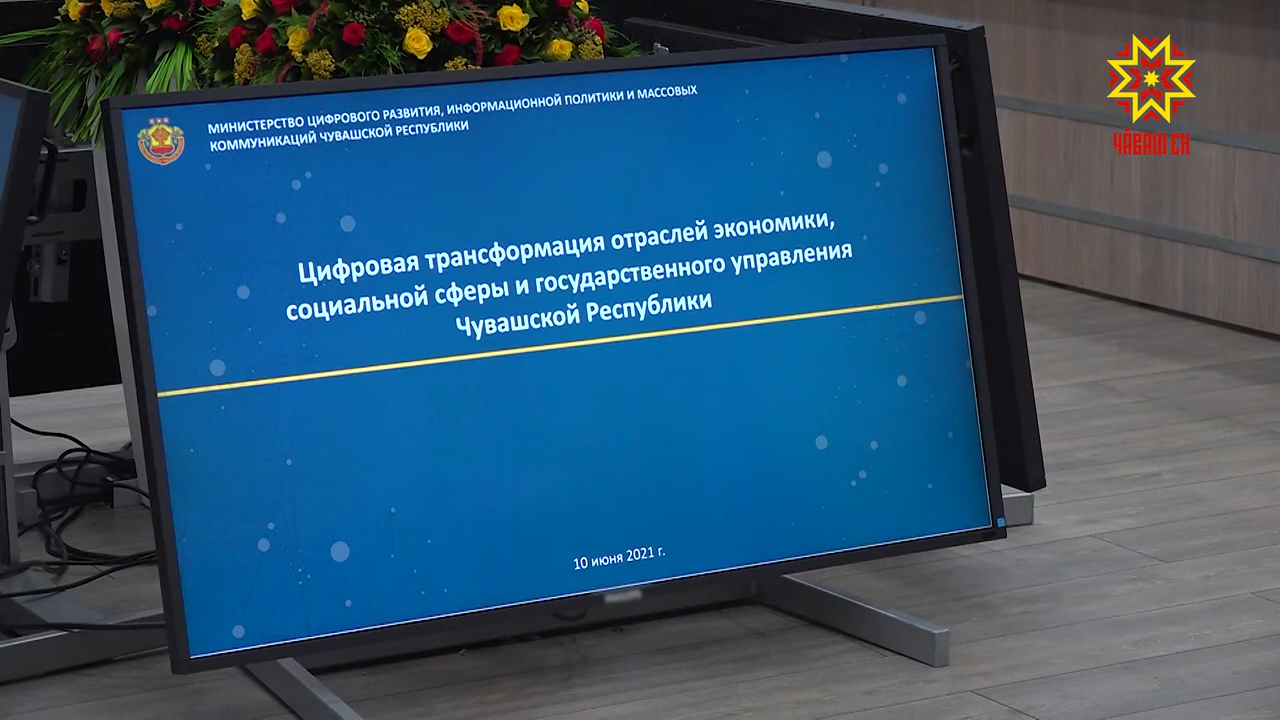 МИНИСТЕРСТВО ЦИФРОВОГО РАЗВИТИЯ, ИНФОРМАЦИОННОЙ ПОЛИТИКИ И МАССОВЫХ
КОММУНИКАЦИЙ ЧУВАШСКОЙ РЕСПУБЛИКИ
ЧӐВАШ ЕН
Цифровая трансформация отраслей экономики,
социальной сферы и государственного управления
Чувашской Республики
10 июня 2021 г.